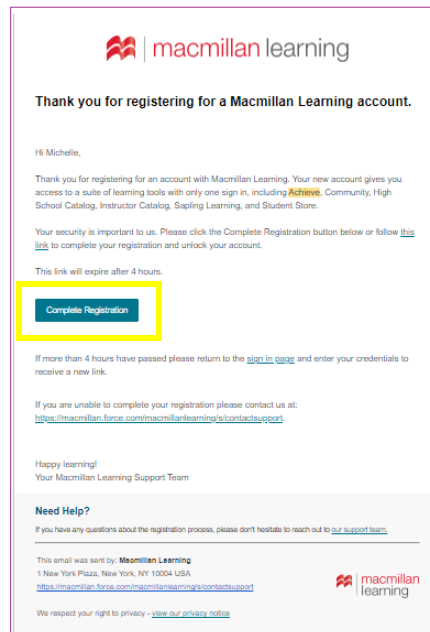 macmillan learning
Thank you for registering for a Macmillan Learning account.
Hi Michelle,
Thank you for registering for an account with Macmillan Learning. Your new account gives you
access to a suite of learning tools with only one sign in, including Achieve, Community, High
School Catalog, Instructor Catalog, Sapling Learning, and Student Store.
Your security is important to us. Please click the Complete Registration button below or follow this
link to complete your registration and unlock your account.
This link will expire after 4 hours.
Complete Registration
If more than 4 hours have passed please return to the sign in page and enter your credentials to
receive a new link.
If you are unable to complete your registration please contact us at:
https://macmillan.force.com/macmillanlearning/s/contactsupport.
Happy learning!
Your Macmillan Learning Support Team
Need Help?
If you have any questions about the registration process, please don't hesitate to reach out to our support team.
This email was sent by: Macmillan Learning
1 New York Plaza, New York, NY 10004 USA
https://macmillan.force.com/macmillanlearning/s/contactsupport
macmillan
learning
We respect your right to privacy - view our privacy notice